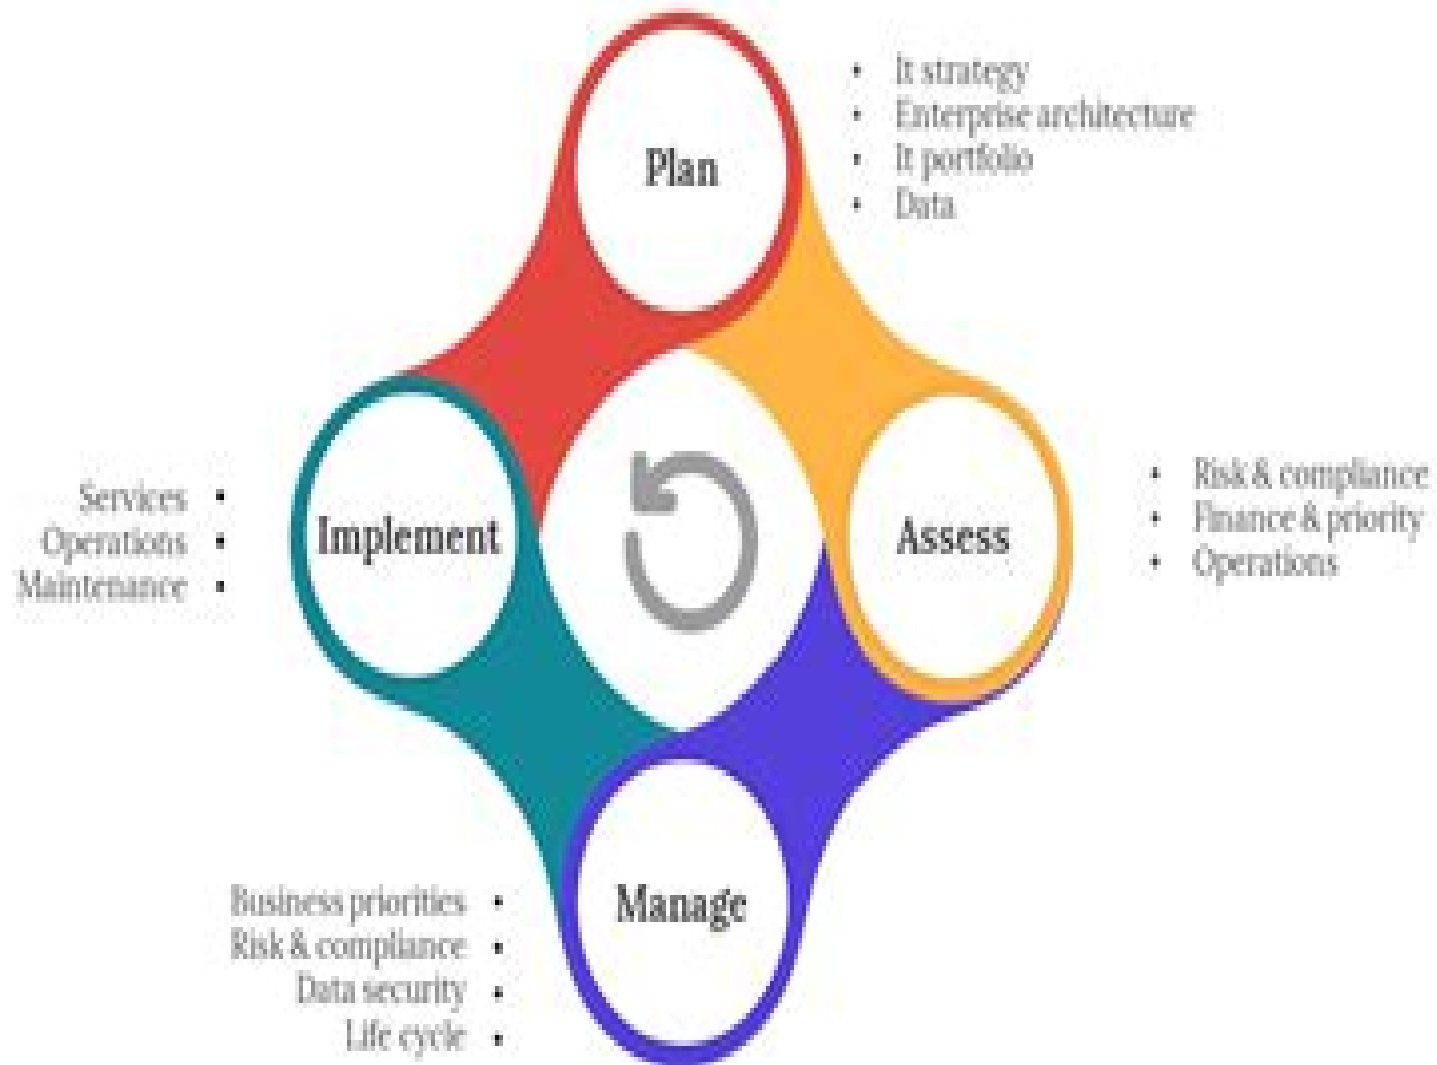 Plan
• It strategy
• Enterprise architecture
• It portfolio
• Data
Implement
Services •
Operations •
Maintenance •
Assess
• Risk & compliance
• Finance & priority
• Operations
Manage
Business priorities •
Risk & compliance •
Data security •
Life cycle •